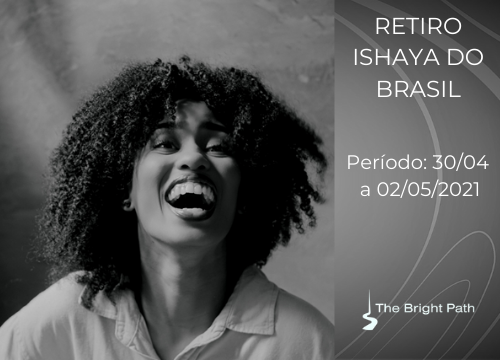 RETIRO
ISHAYA DO
BRASIL
Período: 30/04
a 02/05/2021
The Bright Path